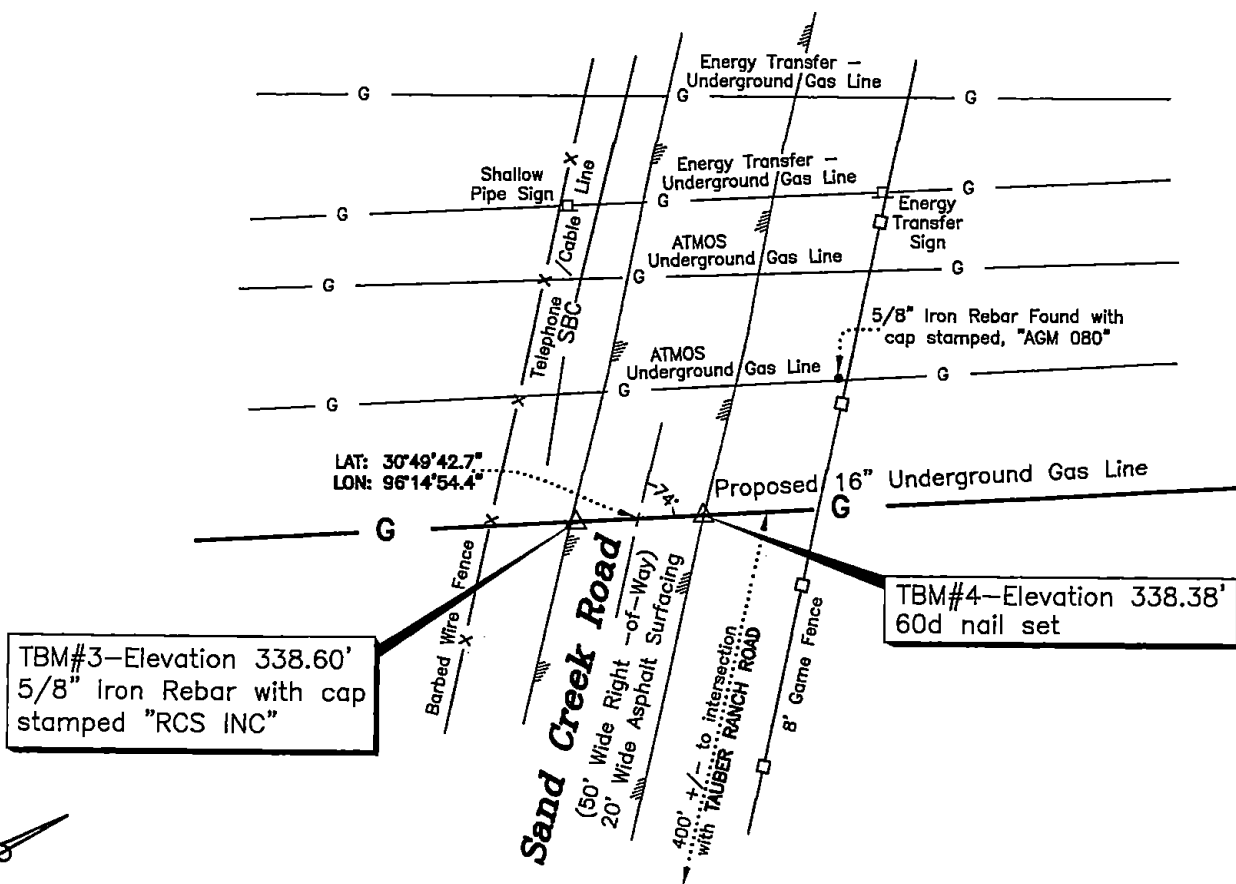 Energy Transfer –
Underground Gas Line
G
G
G
Shallow
Pipe Sign
Energy Transfer –
Underground Gas Line
G
G
G
Energy
Transfer
Sign
Telephone /Cable Line
SBC
ATMOS
Underground Gas Line
G
G
G
5/8" Iron Rebar Found with
cap stamped, "AGM 080"
ATMOS
Underground Gas Line
G
G
G
LAT: 30°49'42.7"
LON: 96°14'54.4"
74°
Proposed 16" Underground Gas Line
G
G
Barbed Wire Fence
Sand Creek Road
(50' Wide Right-of-Way)
20' Wide Asphalt Surfacing
400' +/- to intersection
with TAUBER RANCH ROAD
8' Game Fence
TBM#4–Elevation 338.38'
60d nail set
TBM#3–Elevation 338.60'
5/8" Iron Rebar with cap
stamped "RCS INC"